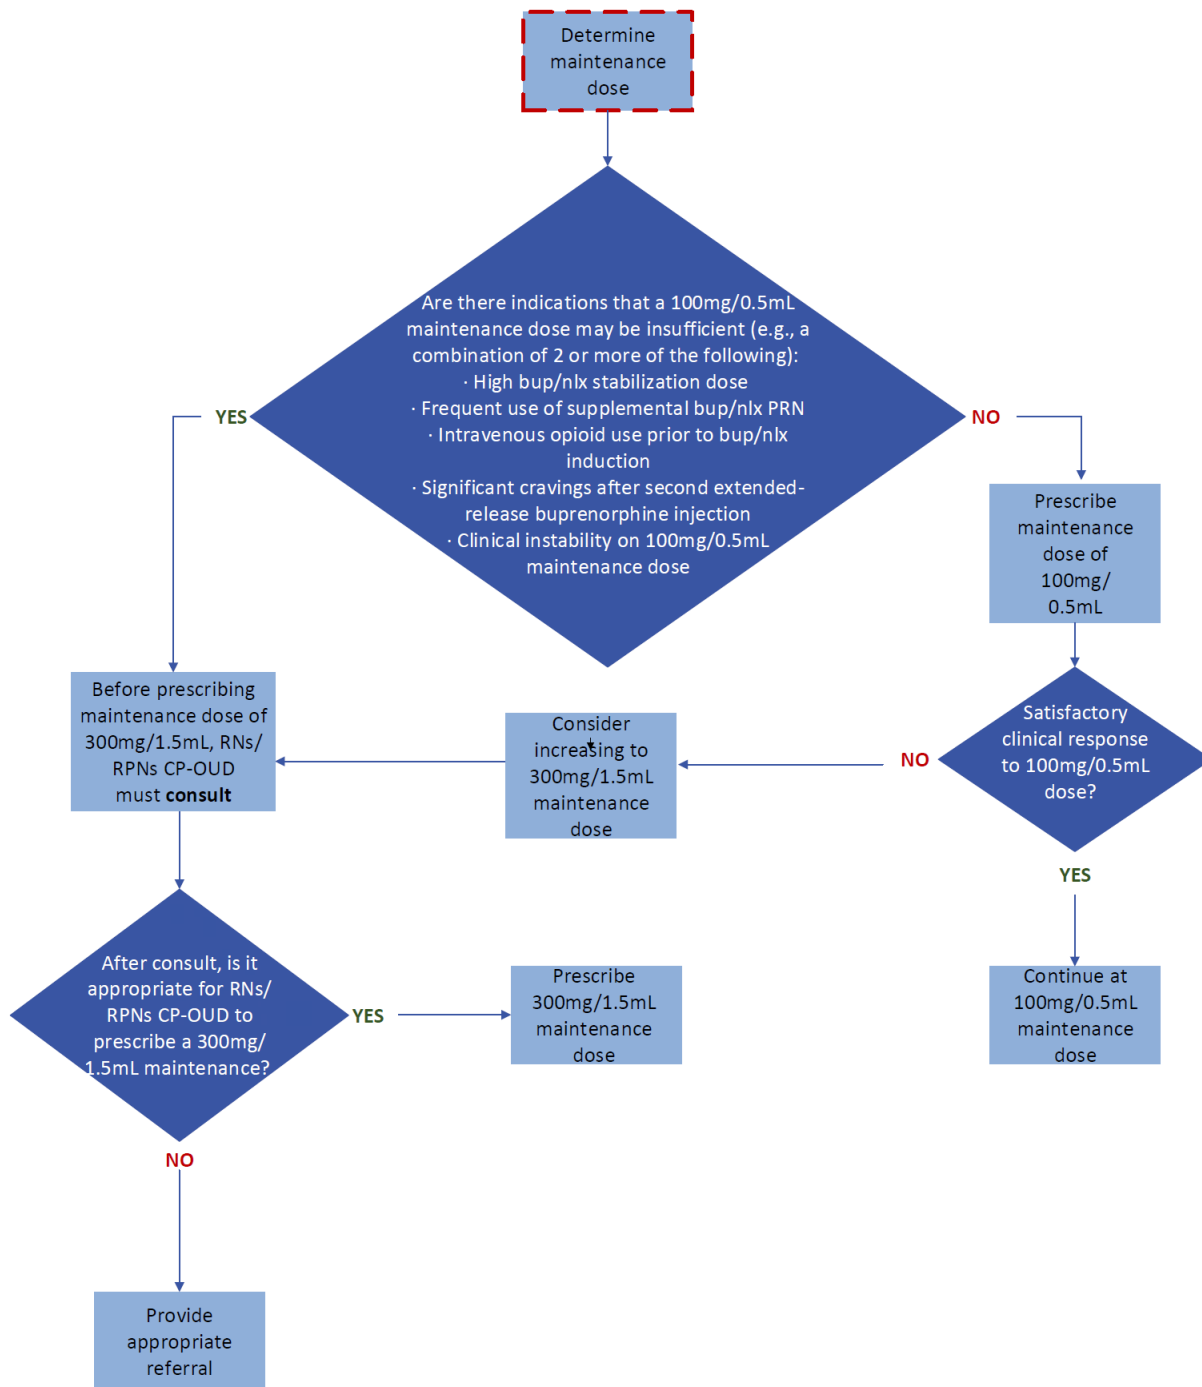 Determine
maintenance
dose
Are there indications that a 100mg/0.5mL
maintenance dose may be insufficient (e.g., a
combination of 2 or more of the following):
· High bup/nlx stabilization dose
· Frequent use of supplemental bup/nlx PRN
· Intravenous opioid use prior to bup/nlx
induction
· Significant cravings after second extended-
release buprenorphine injection
· Clinical instability on 100mg/0.5mL
maintenance dose
YES
NO
Prescribe
maintenance
dose of
100mg/
0.5mL
Before prescribing
maintenance dose of
300mg/1.5mL, RNs/
RPNs CP-OUD
must consult
Consider
increasing to
300mg/1.5mL
maintenance
dose
NO
Satisfactory
clinical response
to 100mg/0.5mL
dose?
YES
After consult, is it
appropriate for RNs/
RPNs CP-OUD to
prescribe a 300mg/
1.5mL maintenance?
YES
Prescribe
300mg/1.5mL
maintenance
dose
Continue at
100mg/0.5mL
maintenance
dose
NO
Provide
appropriate
referral